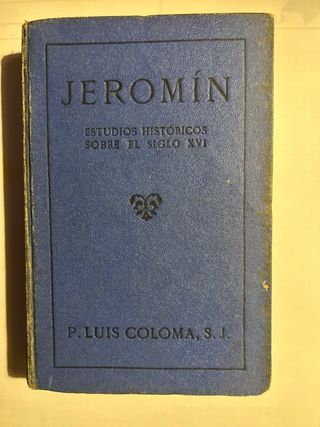 JEROMÍN
ESTUDIOS HISTÓRICOS
SOBRE EL SIGLO XVI
P. LUIS COLOMA, S. J.